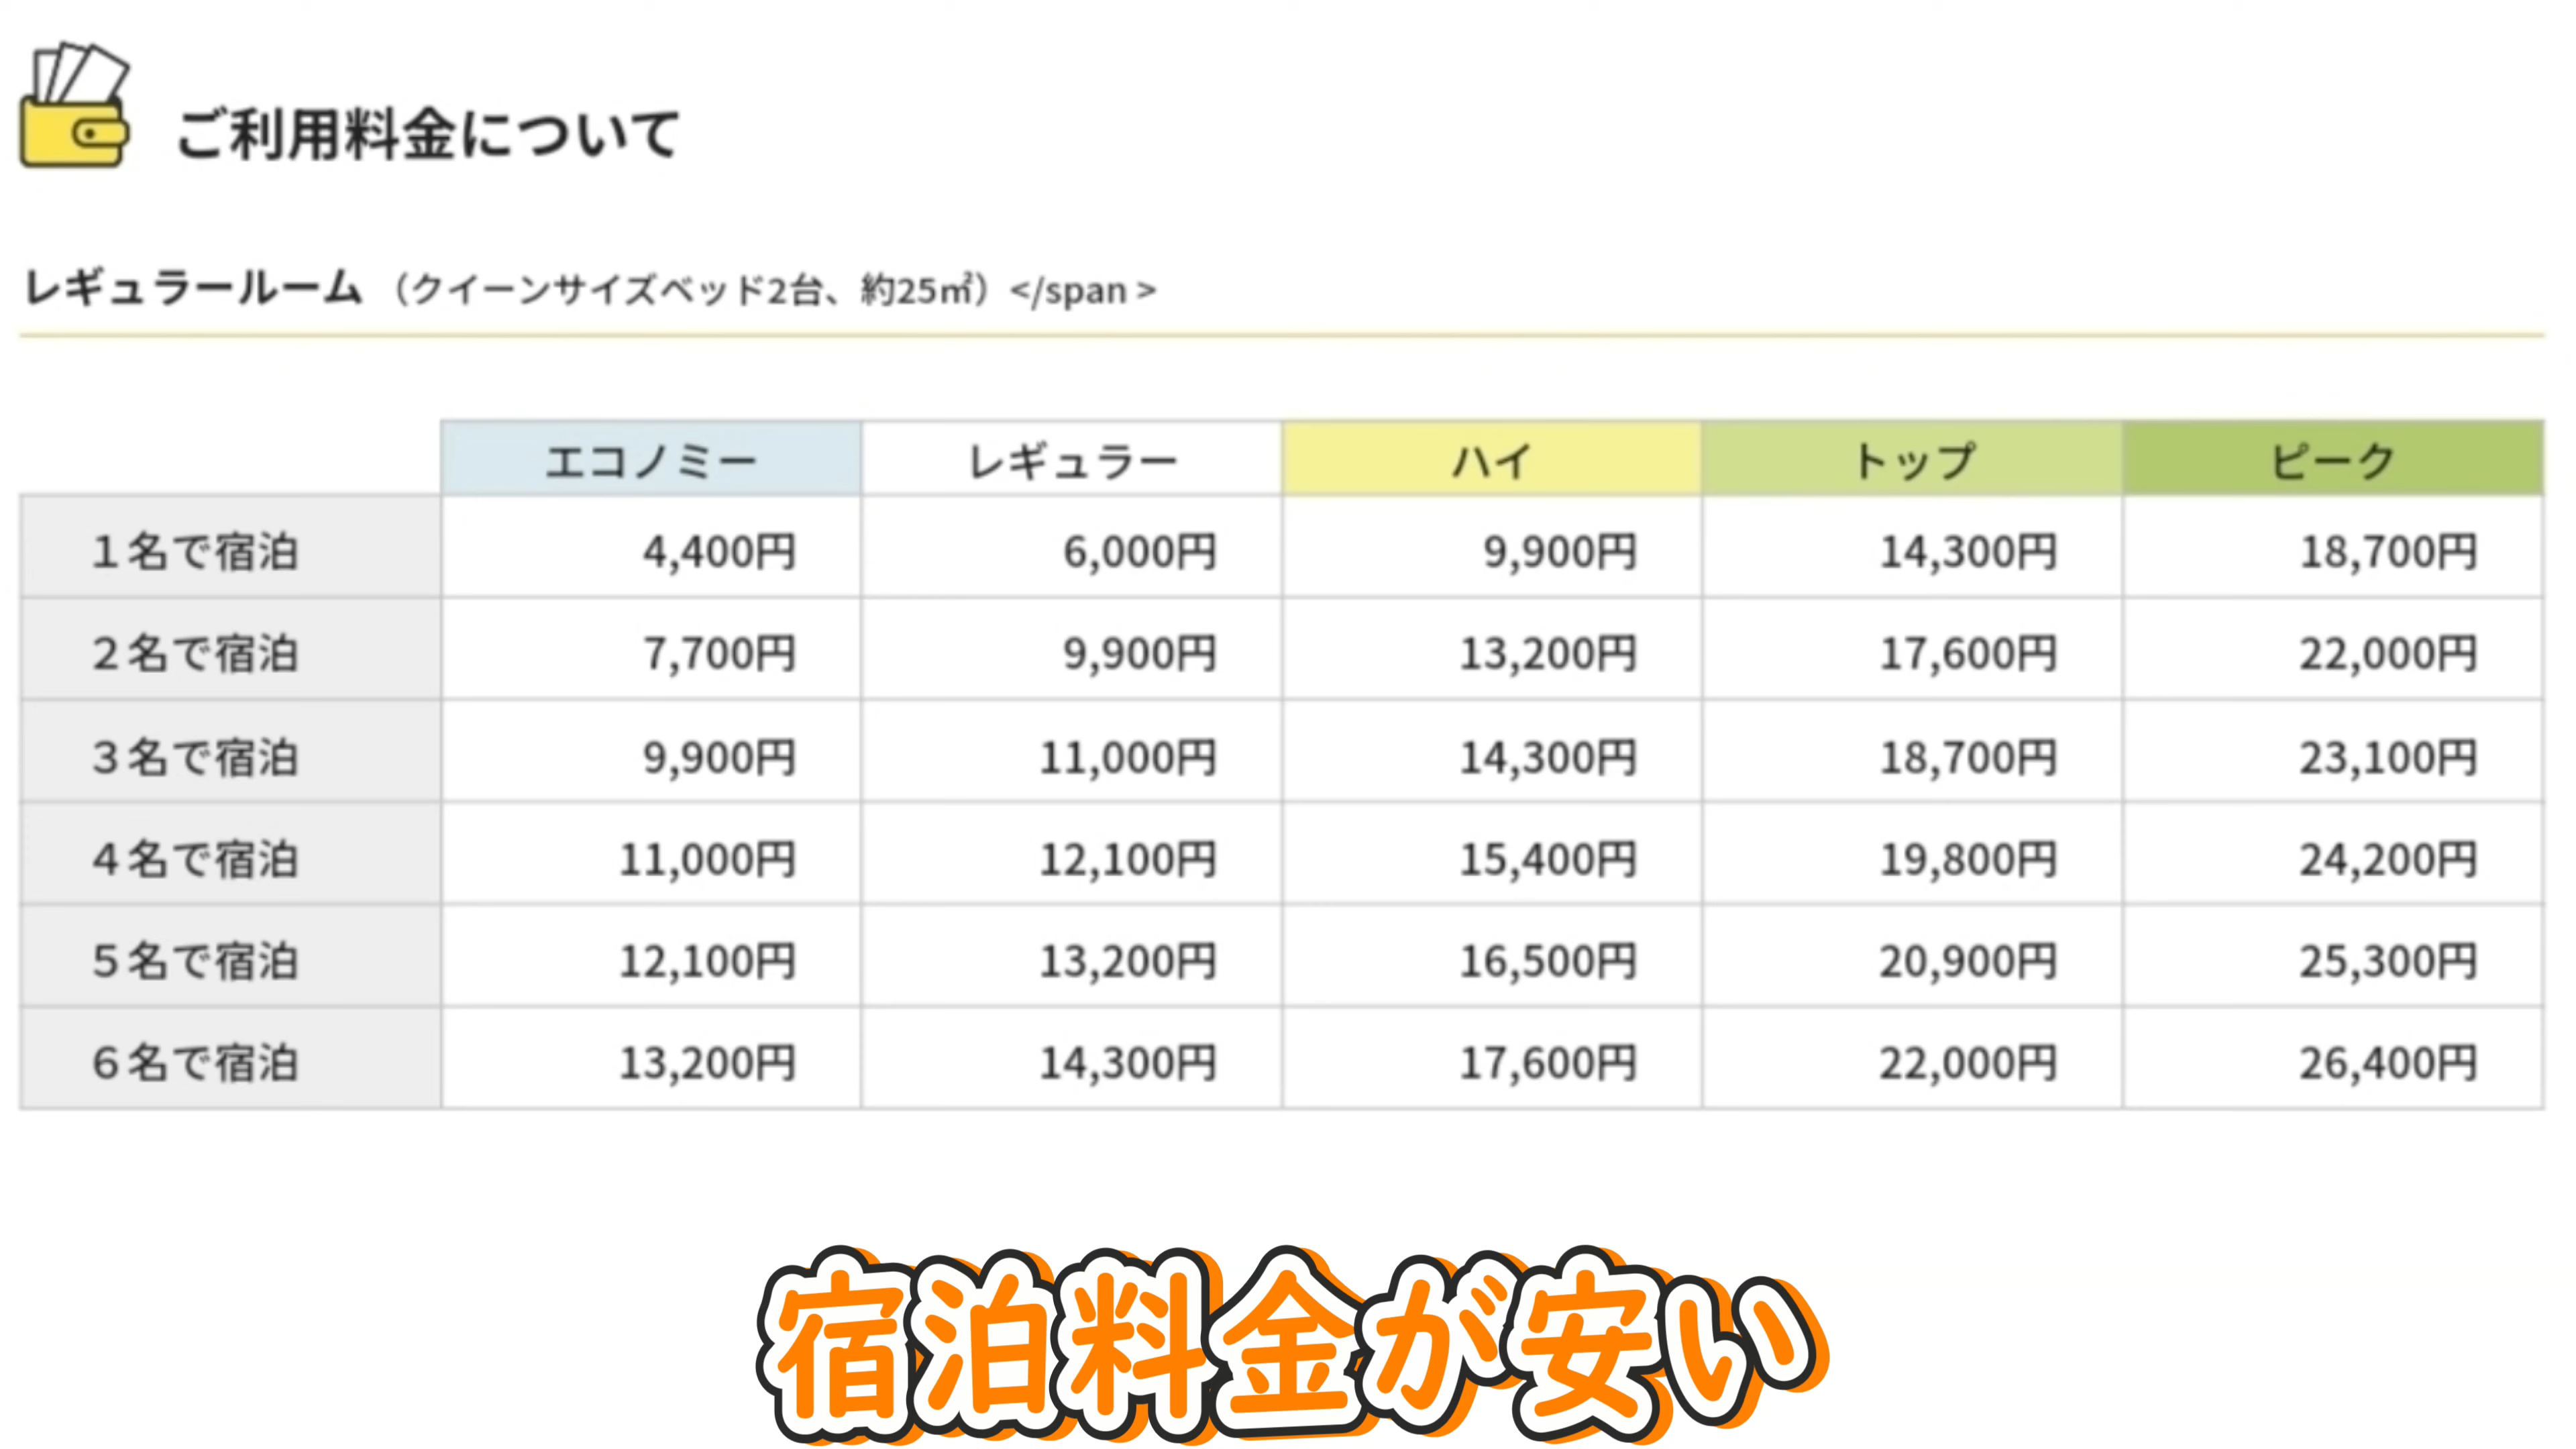 ご利用料金について
レギュラールーム（クイーンサイズベッド2台、約25㎡）</span >
エコノミー レギュラー ハイ トップ ピーク
１名で宿泊 4,400円 6,000円 9,900円 14,300円 18,700円
２名で宿泊 7,700円 9,900円 13,200円 17,600円 22,000円
３名で宿泊 9,900円 11,000円 14,300円 18,700円 23,100円
４名で宿泊 11,000円 12,100円 15,400円 19,800円 24,200円
５名で宿泊 12,100円 13,200円 16,500円 20,900円 25,300円
６名で宿泊 13,200円 14,300円 17,600円 22,000円 26,400円
宿泊料金が安い